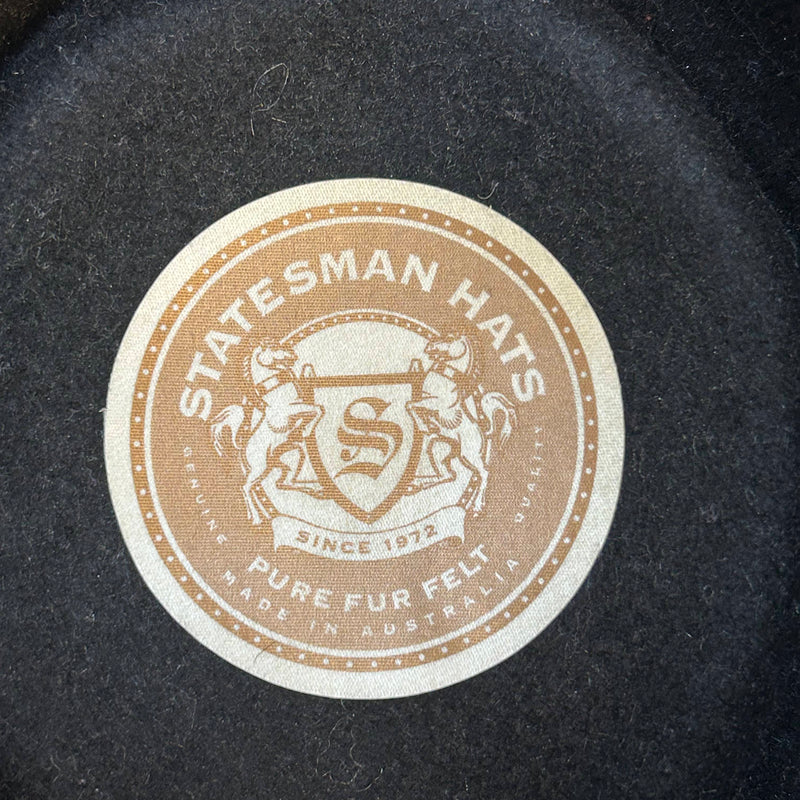 STATESMAN HATS
S
GENUINE QUALITY
SINCE 1972
PURE FUR FELT
MADE IN AUSTRALIA